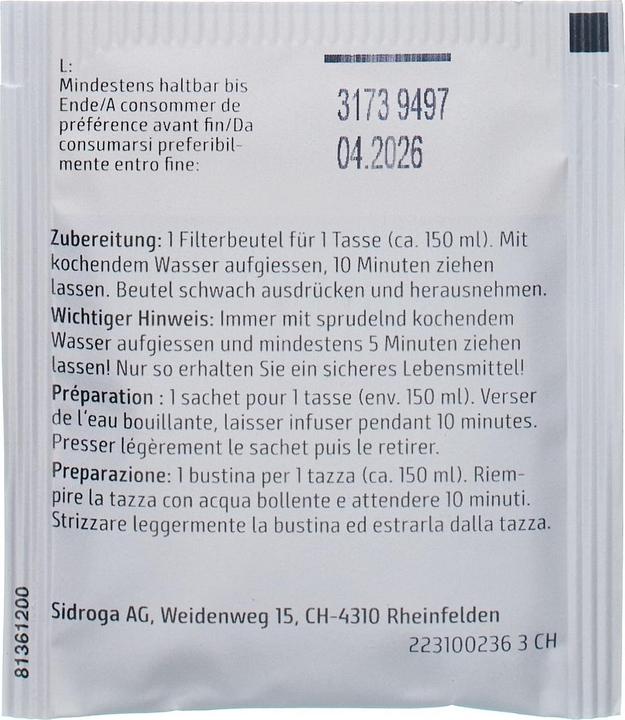 L:
Mindestens haltbar bis
Ende/A consommer de
préférence avant fin/Da
consumarsi preferibil-
mente entro fine:
3173 9497
04.2026
Zubereitung: 1 Filterbeutel für 1 Tasse (ca. 150 ml). Mit
kochendem Wasser aufgiessen, 10 Minuten ziehen
lassen. Beutel schwach ausdrücken und herausnehmen.
Wichtiger Hinweis: Immer mit sprudelnd kochendem
Wasser aufgiessen und mindestens 5 Minuten ziehen
lassen! Nur so erhalten Sie ein sicheres Lebensmittel!
Préparation : 1 sachet pour 1 tasse (env. 150 ml). Verser
de l'eau bouillante, laisser infuser pendant 10 minutes.
Presser légèrement le sachet puis le retirer.
Preparazione: 1 bustina per 1 tazza (ca. 150 ml). Riem-
pire la tazza con acqua bollente e attendere 10 minuti.
Strizzare leggermente la bustina ed estrarla dalla tazza.
Sidroga AG, Weidenweg 15, CH-4310 Rheinfelden
223100236 3 CH
81361200